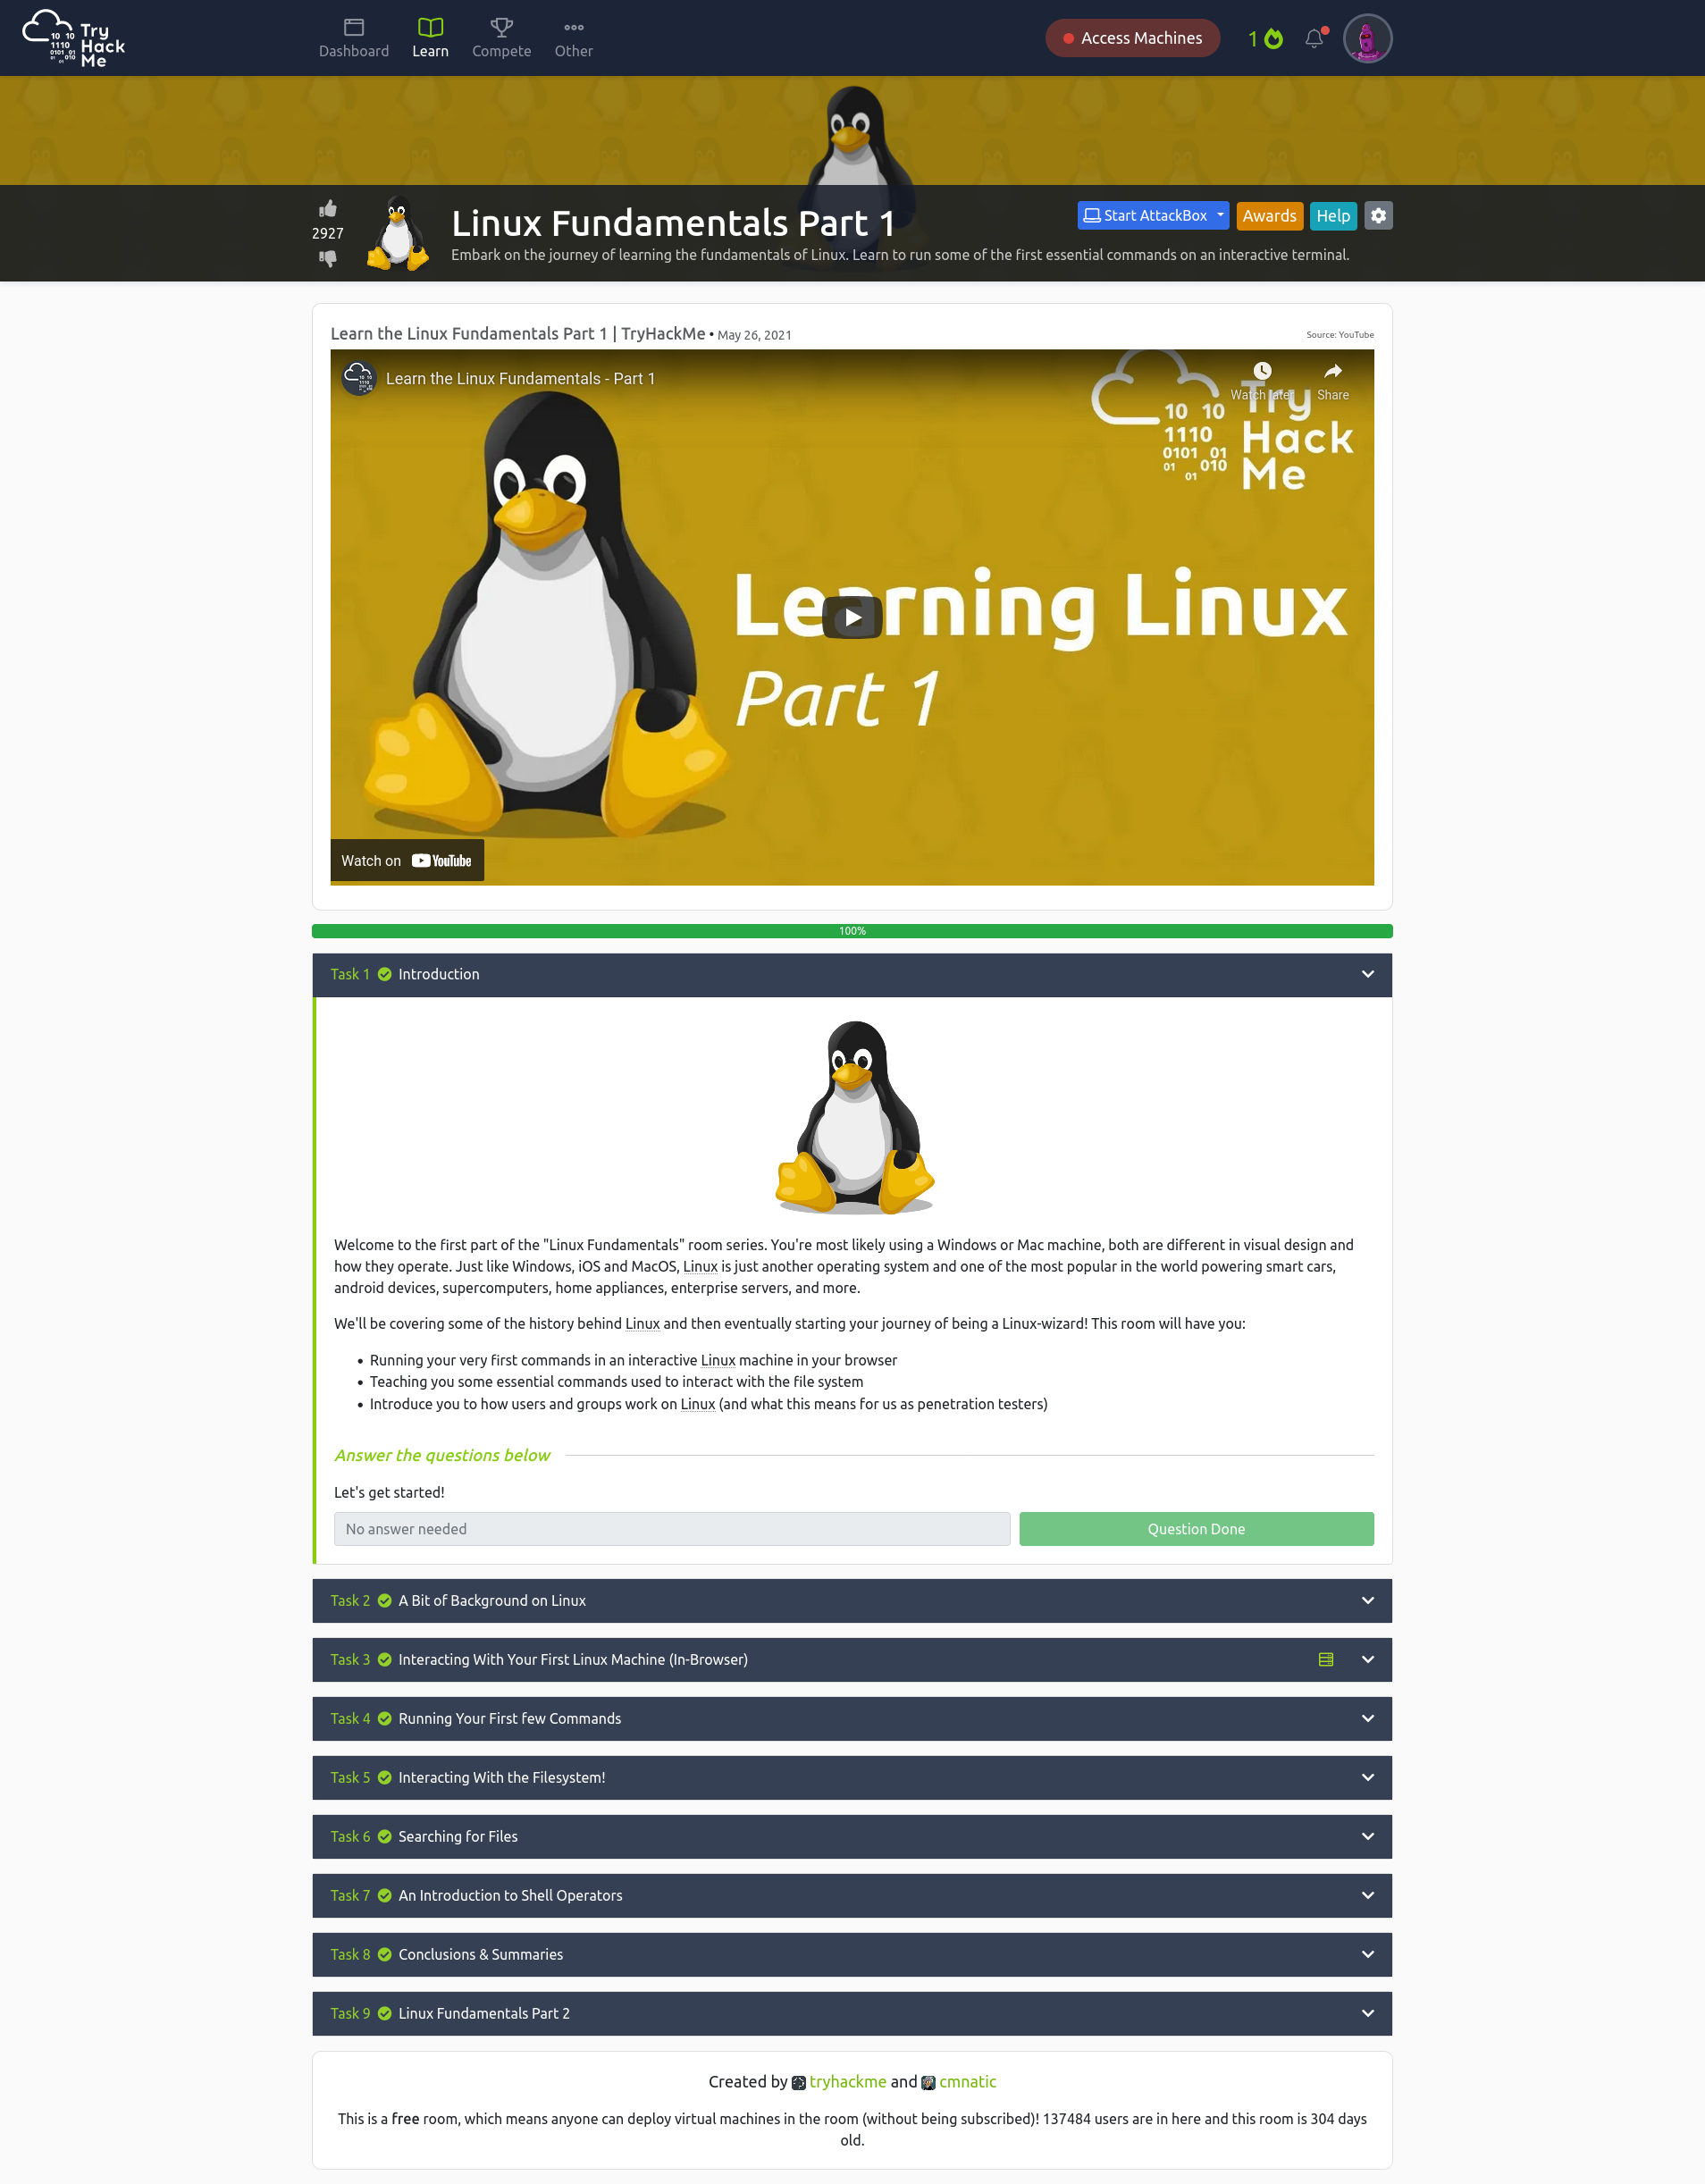 Try
Hack
Me
10 10
1110
0101 01
01 010
01
Dashboard
Learn
Compete
Other
Access Machines
1
2927
Linux Fundamentals Part 1
Embark on the journey of learning the fundamentals of Linux. Learn to run some of the first essential commands on an interactive terminal.
Start AttackBox
Awards
Help
Learn the Linux Fundamentals Part 1 | TryHackMe • May 26, 2021
Source: YouTube
Learn the Linux Fundamentals - Part 1
Watch later
Share
Try
Hack
Me
10 10
1110
0101 01
01 010
01
Learning Linux
Part 1
Watch on YouTube
100%
Task 1 Introduction
Welcome to the first part of the "Linux Fundamentals" room series. You're most likely using a Windows or Mac machine, both are different in visual design and
how they operate. Just like Windows, iOS and MacOS, Linux is just another operating system and one of the most popular in the world powering smart cars,
android devices, supercomputers, home appliances, enterprise servers, and more.
We'll be covering some of the history behind Linux and then eventually starting your journey of being a Linux-wizard! This room will have you:
• Running your very first commands in an interactive Linux machine in your browser
• Teaching you some essential commands used to interact with the file system
• Introduce you to how users and groups work on Linux (and what this means for us as penetration testers)
Answer the questions below
Let's get started!
No answer needed
Question Done
Task 2 A Bit of Background on Linux
Task 3 Interacting With Your First Linux Machine (In-Browser)
Task 4 Running Your First few Commands
Task 5 Interacting With the Filesystem!
Task 6 Searching for Files
Task 7 An Introduction to Shell Operators
Task 8 Conclusions & Summaries
Task 9 Linux Fundamentals Part 2
Created by tryhackme and cmnatic
This is a free room, which means anyone can deploy virtual machines in the room (without being subscribed)! 137484 users are in here and this room is 304 days
old.